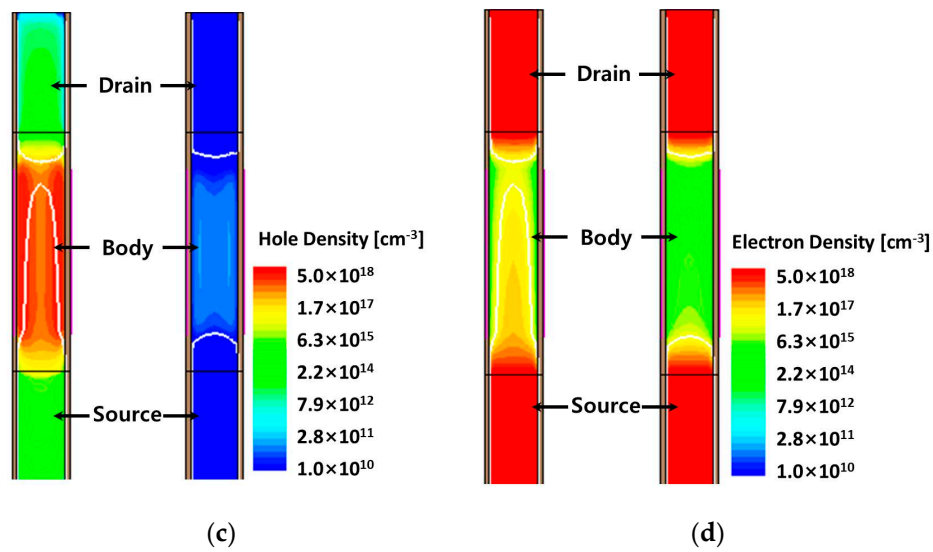 Drain
Body
Source
Hole Density [cm⁻³]
5.0×10¹⁸
1.7×10¹⁷
6.3×10¹⁵
2.2×10¹⁴
7.9×10¹²
2.8×10¹¹
1.0×10¹⁰
(c)
Drain
Body
Source
Electron Density [cm⁻³]
5.0×10¹⁸
1.7×10¹⁷
6.3×10¹⁵
2.2×10¹⁴
7.9×10¹²
2.8×10¹¹
1.0×10¹⁰
(d)